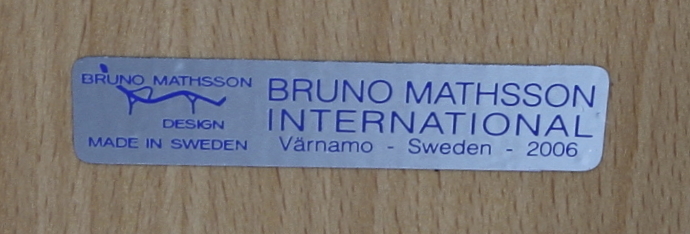 BRUNO MATHSSON
DESIGN
MADE IN SWEDEN
BRUNO MATHSSON
INTERNATIONAL
Värnamo - Sweden - 2006